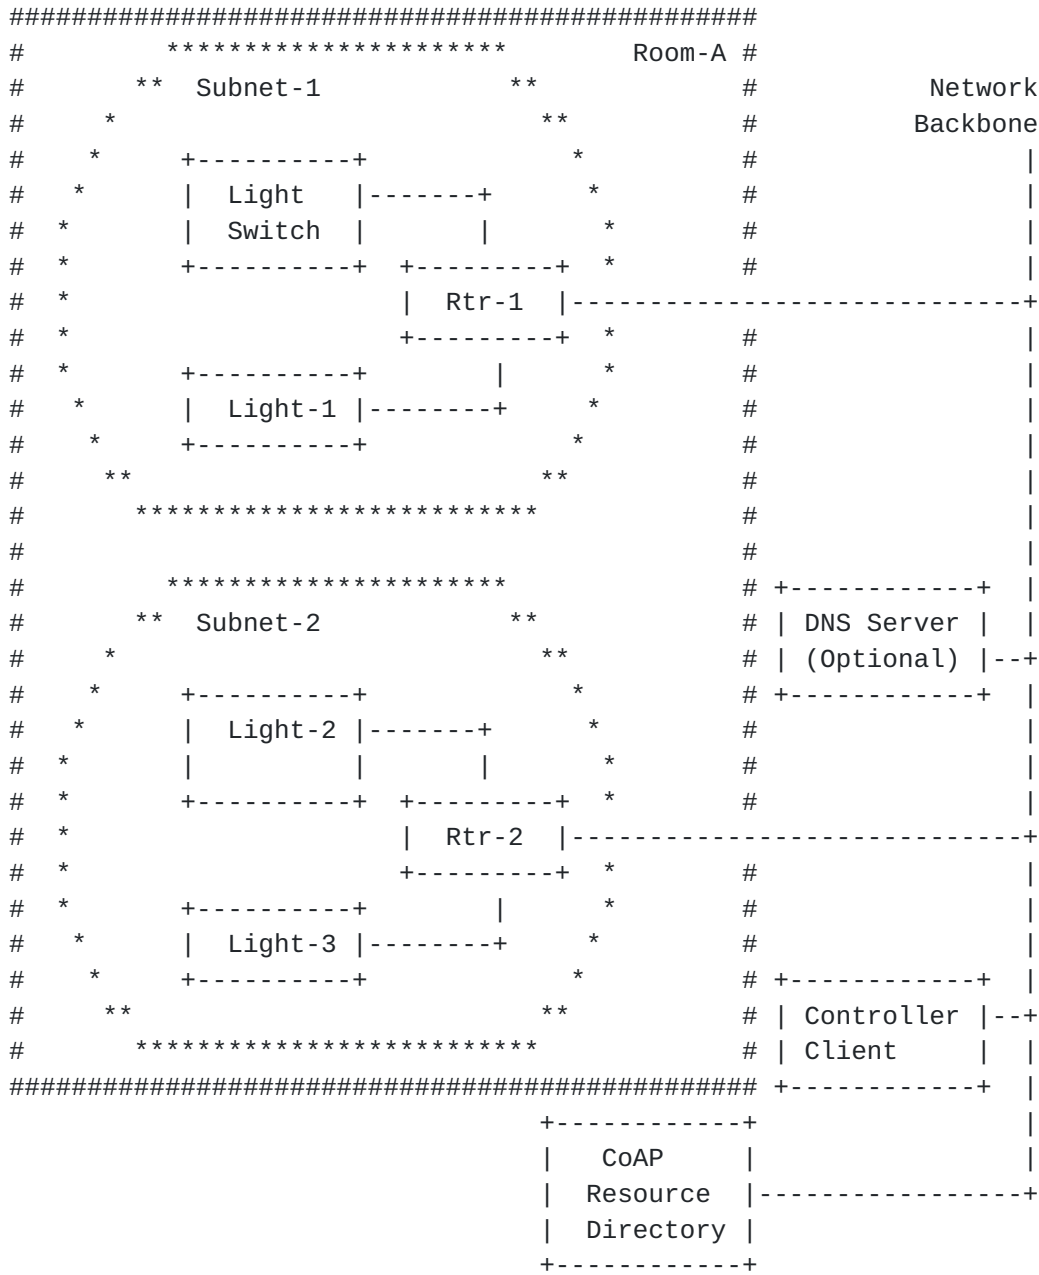 Room-A
Subnet-1 Network
Backbone
Light
Switch
Rtr-1
Light-1
Subnet-2 DNS Server
(Optional)
Light-2
Rtr-2
Light-3
Controller
Client
CoAP
Resource
Directory